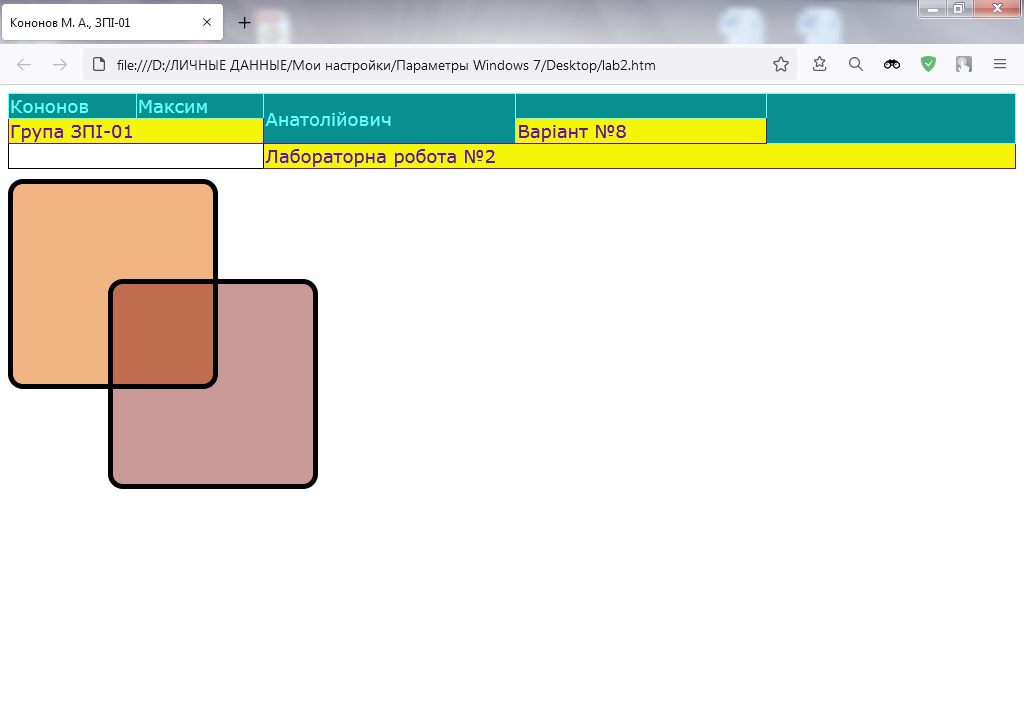 Кононов М. А., ЗПІ-01
file:///D:/ЛИЧНЫЕ ДАННЫЕ/Мои настройки/Параметры Windows 7/Desktop/lab2.htm
Кононов Максим Анатолійович
Група ЗПІ-01 Варіант №8
Лабораторна робота №2